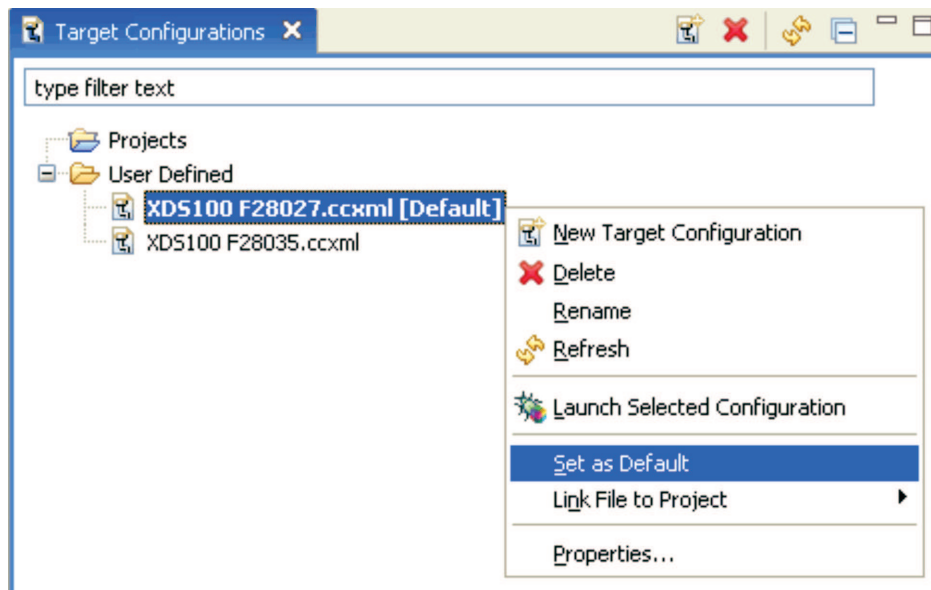 Target Configurations
type filter text
Projects
User Defined
XDS100 F28027.ccxml [Default]
XDS100 F28035.ccxml
New Target Configuration
Delete
Rename
Refresh
Launch Selected Configuration
Set as Default
Link File to Project
Properties...